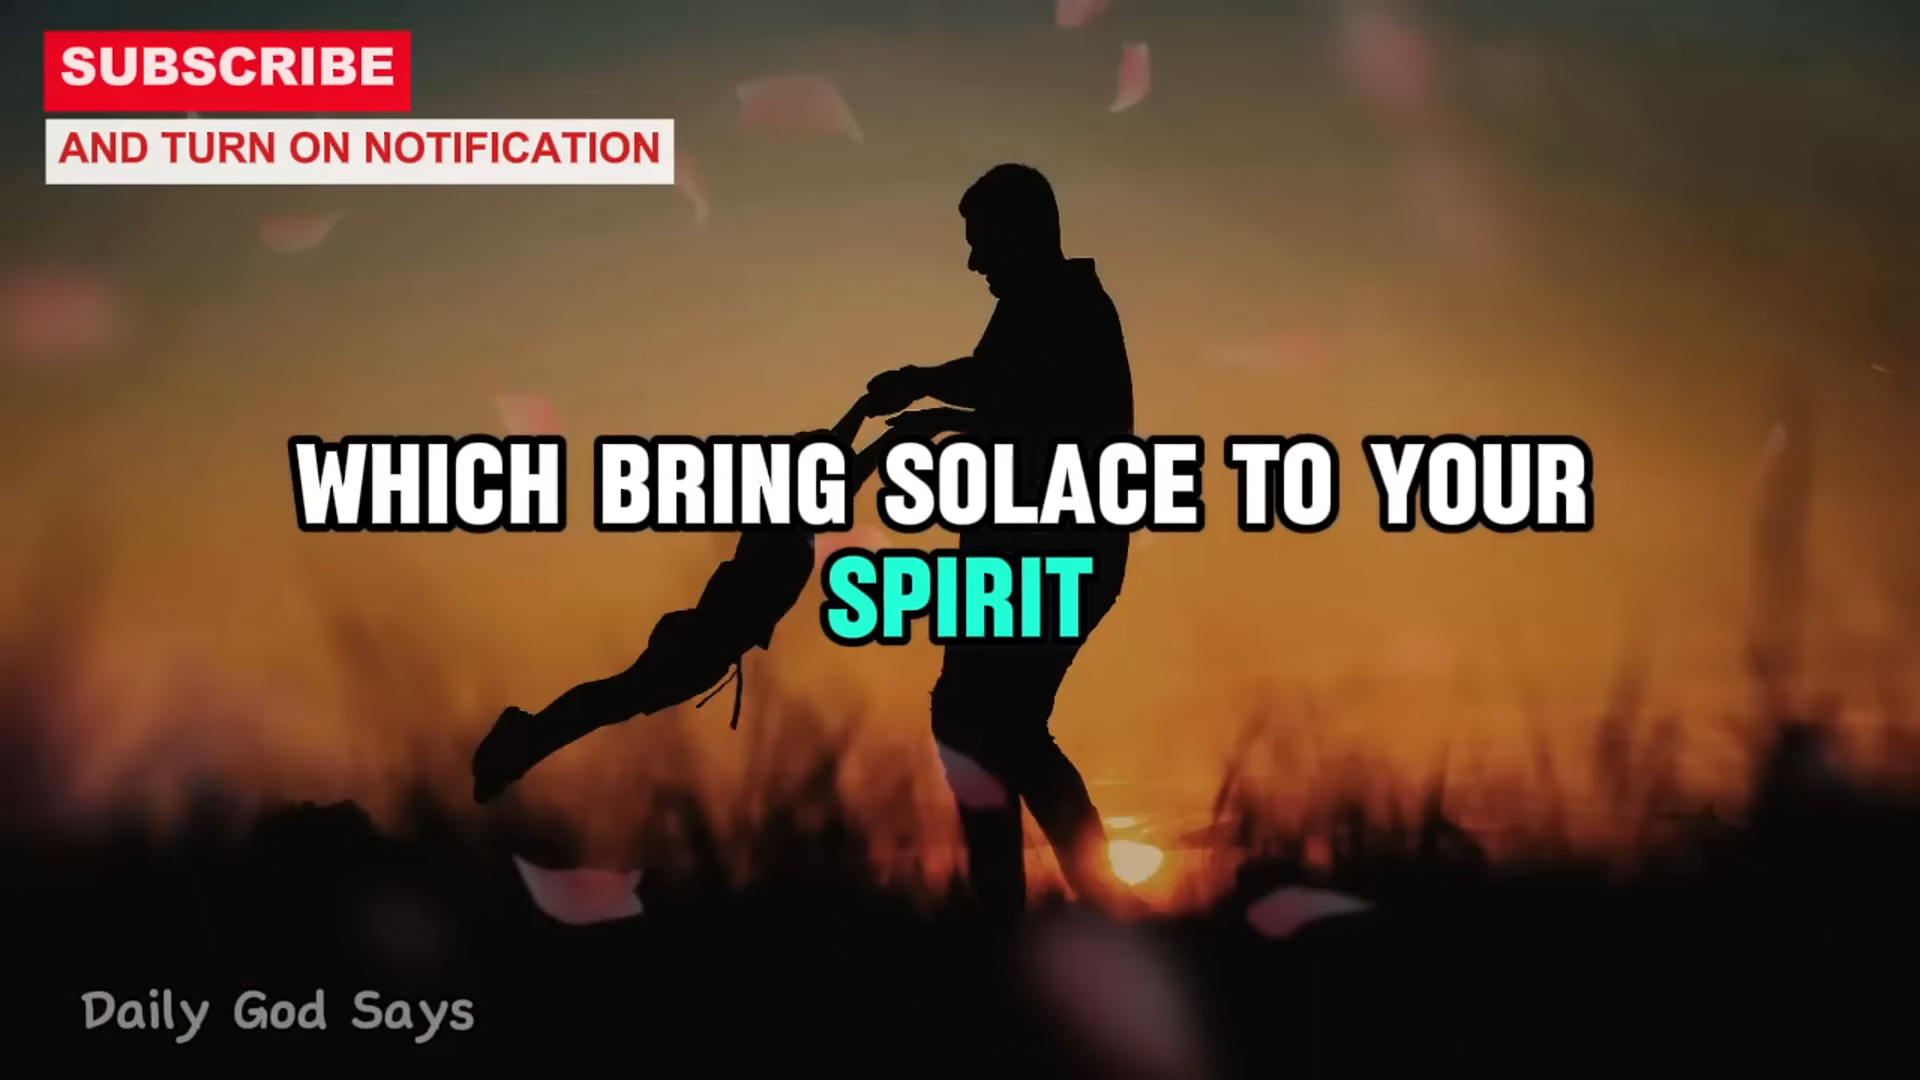 SUBSCRIBE
AND TURN ON NOTIFICATION
WHICH BRING SOLACE TO YOUR
SPIRIT
Daily God Says